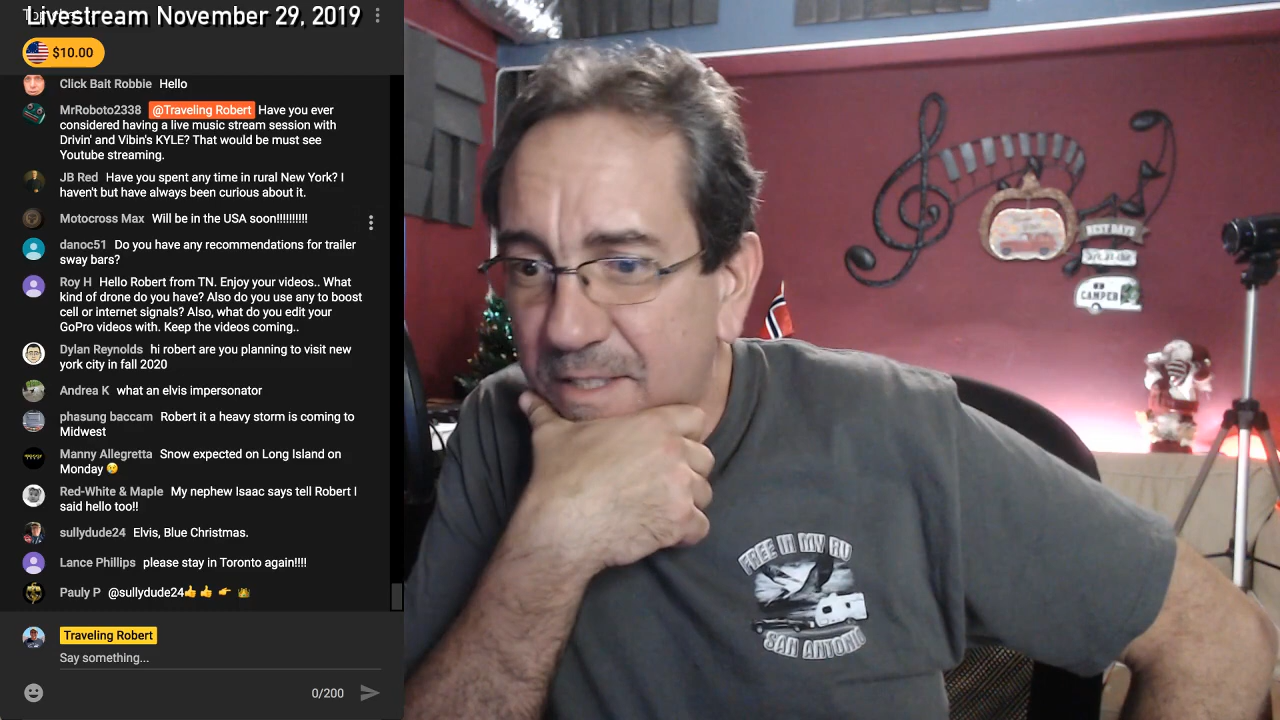 Livestream November 29, 2019
$10.00
Click Bait Robbie Hello
MrRoboto2338 @Traveling Robert Have you ever
considered having a live music stream session with
Drivin' and Vibin's KYLE? That would be must see
Youtube streaming.
JB Red Have you spent any time in rural New York? I
haven't but have always been curious about it.
Motocross Max Will be in the USA soon!!!!!!!!!!
danoc51 Do you have any recommendations for trailer
sway bars?
Roy H Hello Robert from TN. Enjoy your videos.. What
kind of drone do you have? Also do you use any to boost
cell or internet signals? Also, what do you edit your
GoPro videos with. Keep the videos coming..
Dylan Reynolds hi robert are you planning to visit new
york city in fall 2020
Andrea K what an elvis impersonator
phasung baccam Robert it a heavy storm is coming to
Midwest
Manny Allegretta Snow expected on Long Island on
Monday 😢
Red-White & Maple My nephew Isaac says tell Robert I
said hello too!!
sullydude24 Elvis, Blue Christmas.
Lance Phillips please stay in Toronto again!!!!
Pauly P @sullydude24👍👍 👉 👑
Traveling Robert
Say something...
0/200
BEST DAYS
CAMPER
FREE IN MY RV
SAN ANTONIO